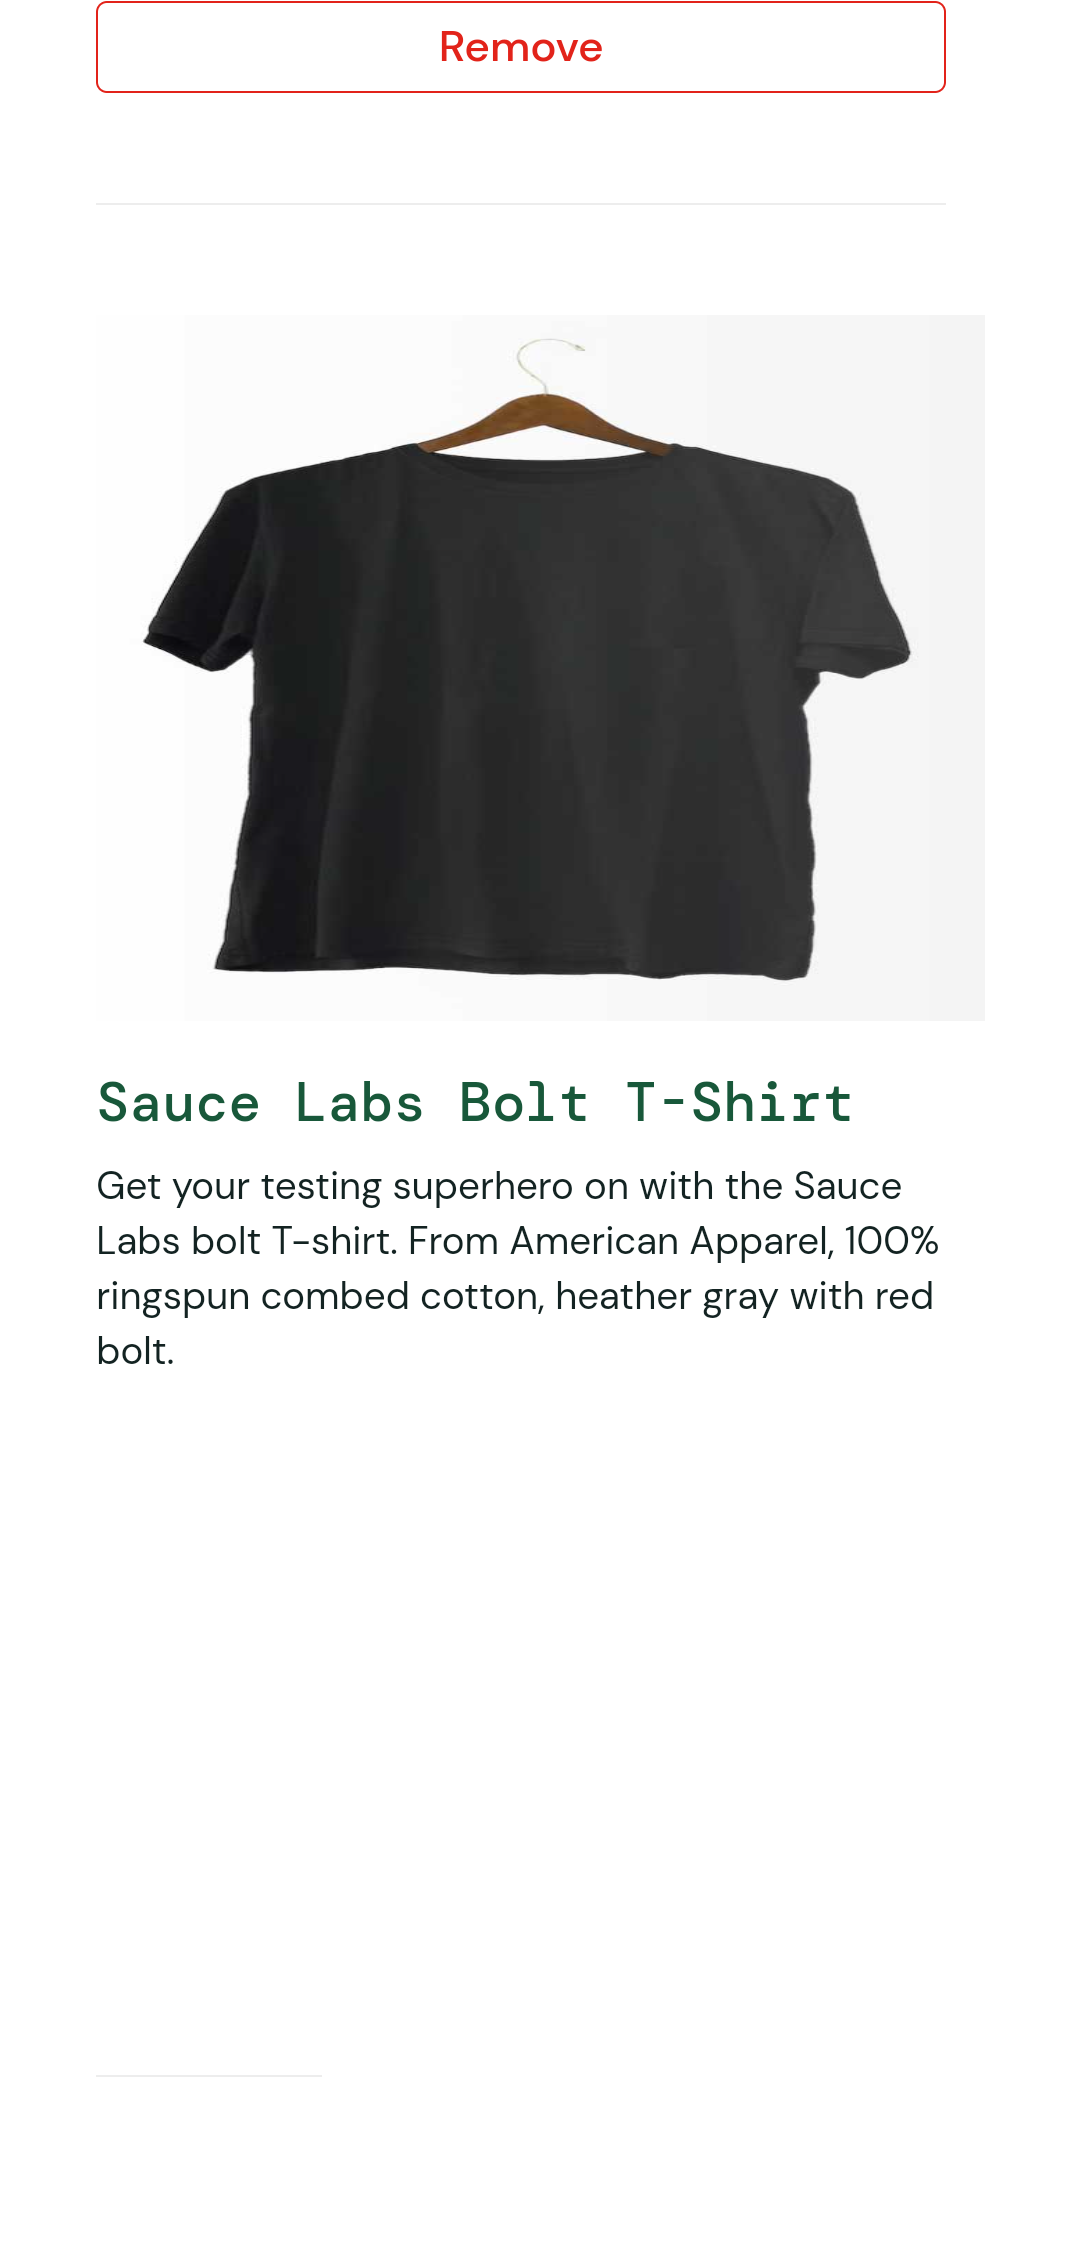 Remove
Sauce Labs Bolt T-Shirt
Get your testing superhero on with the Sauce
Labs bolt T-shirt. From American Apparel, 100%
ringspun combed cotton, heather gray with red
bolt.